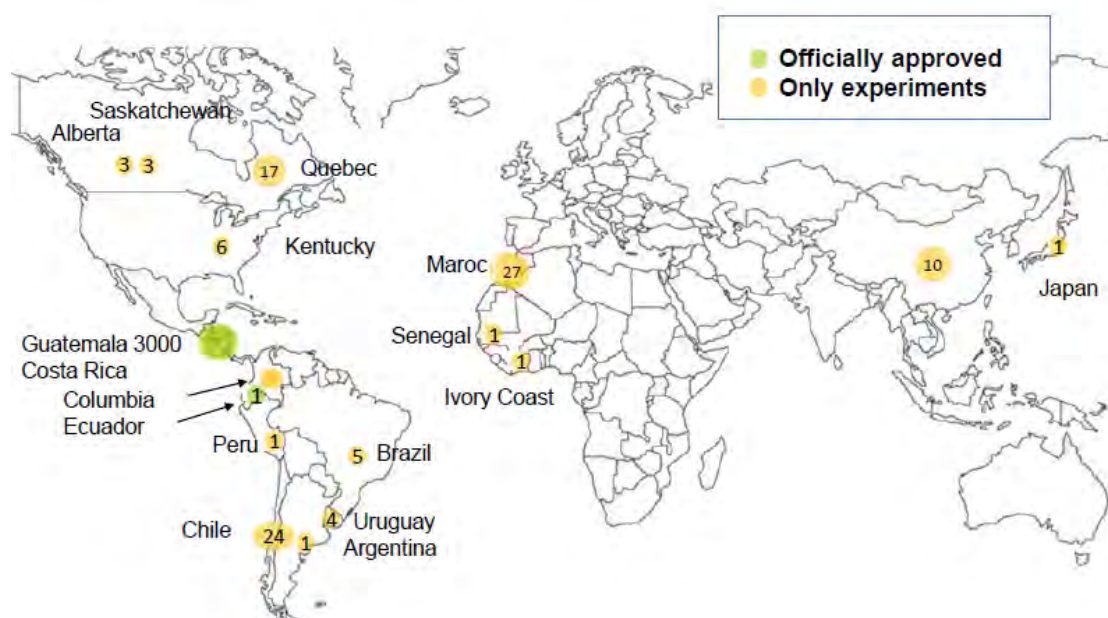 Officially approved
Only experiments
Saskatchewan
Alberta
3
3
17
Quebec
6
Kentucky
Maroc
27
10
1
Japan
Senegal
1
1
Ivory Coast
Guatemala 3000
Costa Rica
Columbia
Ecuador
1
Peru
1
5
Brazil
Chile
24
4
Uruguay
1
Argentina